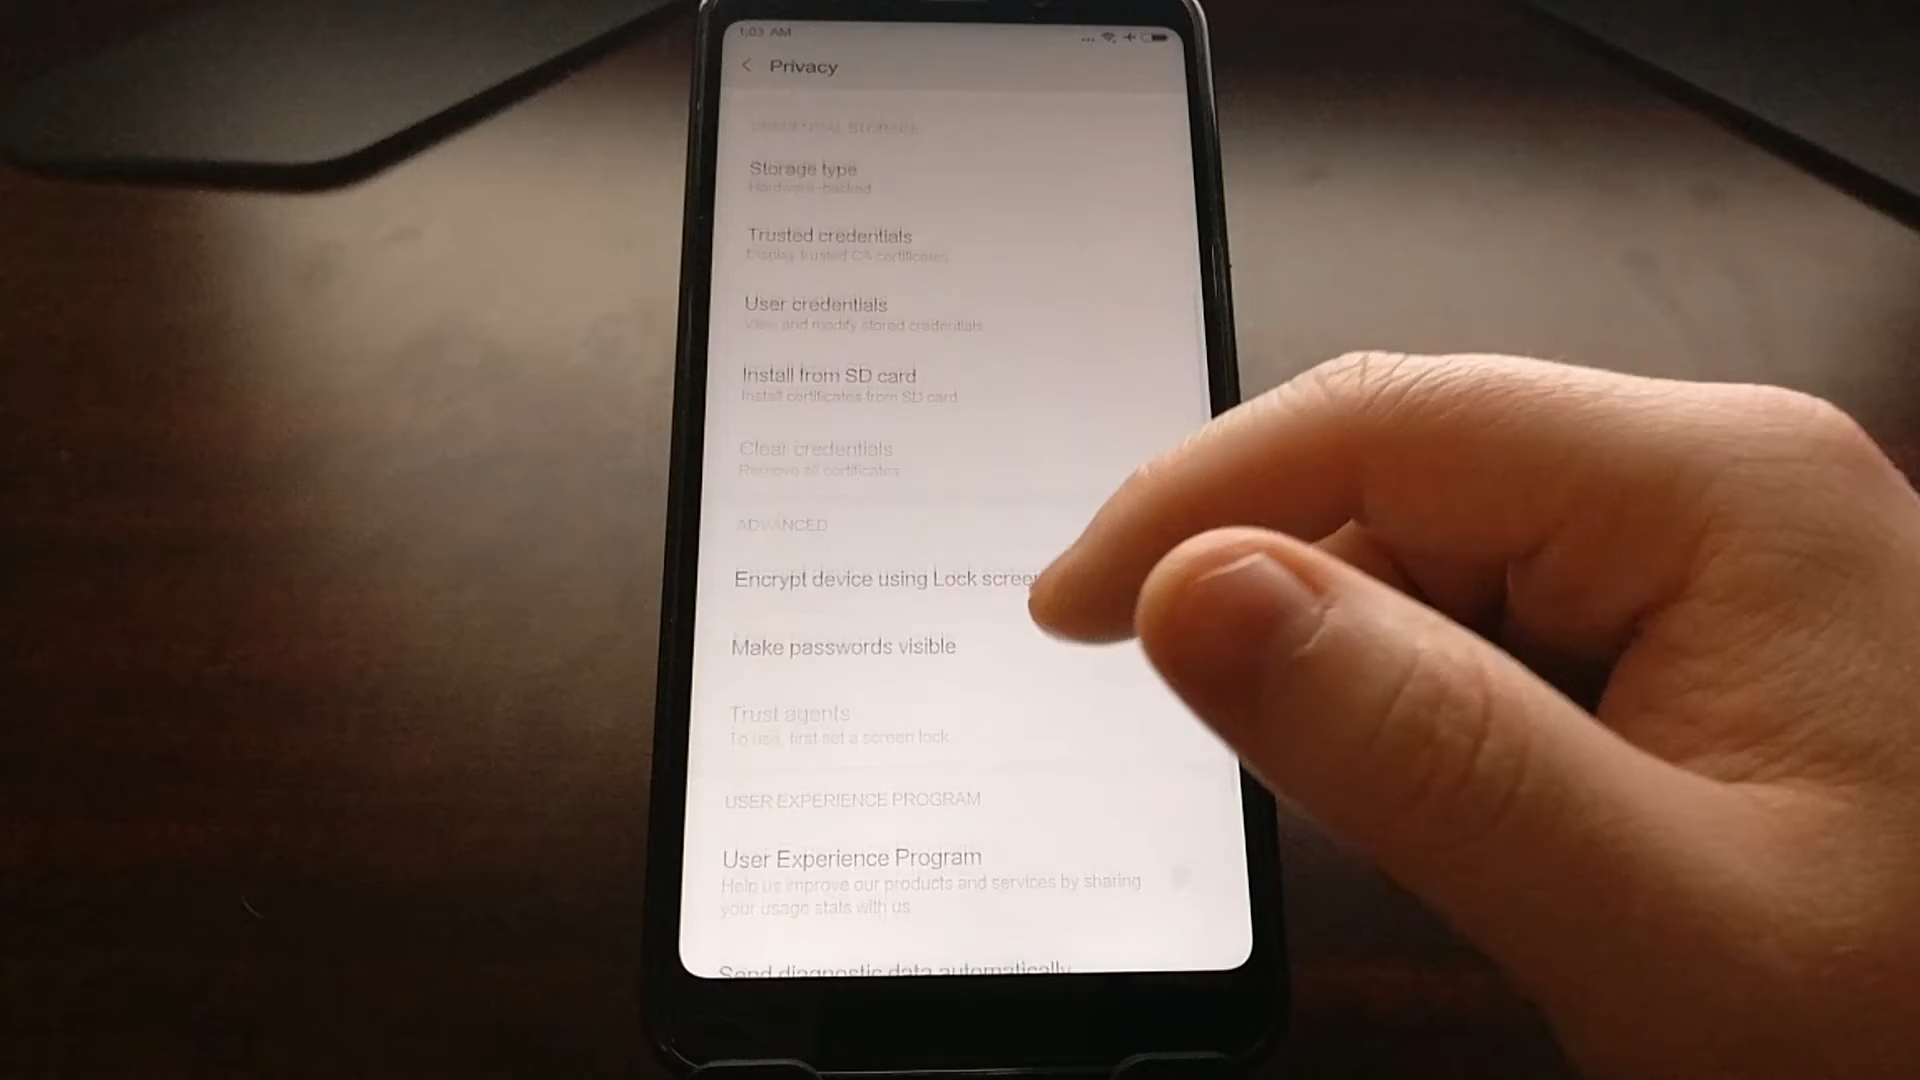 1:03 AM
Privacy
CREDENTIAL STORAGE
Storage type
Hardware-backed
Trusted credentials
Display trusted CA certificates
User credentials
View and modify stored credentials
Install from SD card
Install certificates from SD card
Clear credentials
Remove all certificates
ADVANCED
Encrypt device using Lock screen
Make passwords visible
Trust agents
To use, first set a screen lock
USER EXPERIENCE PROGRAM
User Experience Program
Help us improve our products and services by sharing
your usage stats with us
Send diagnostic data automatically